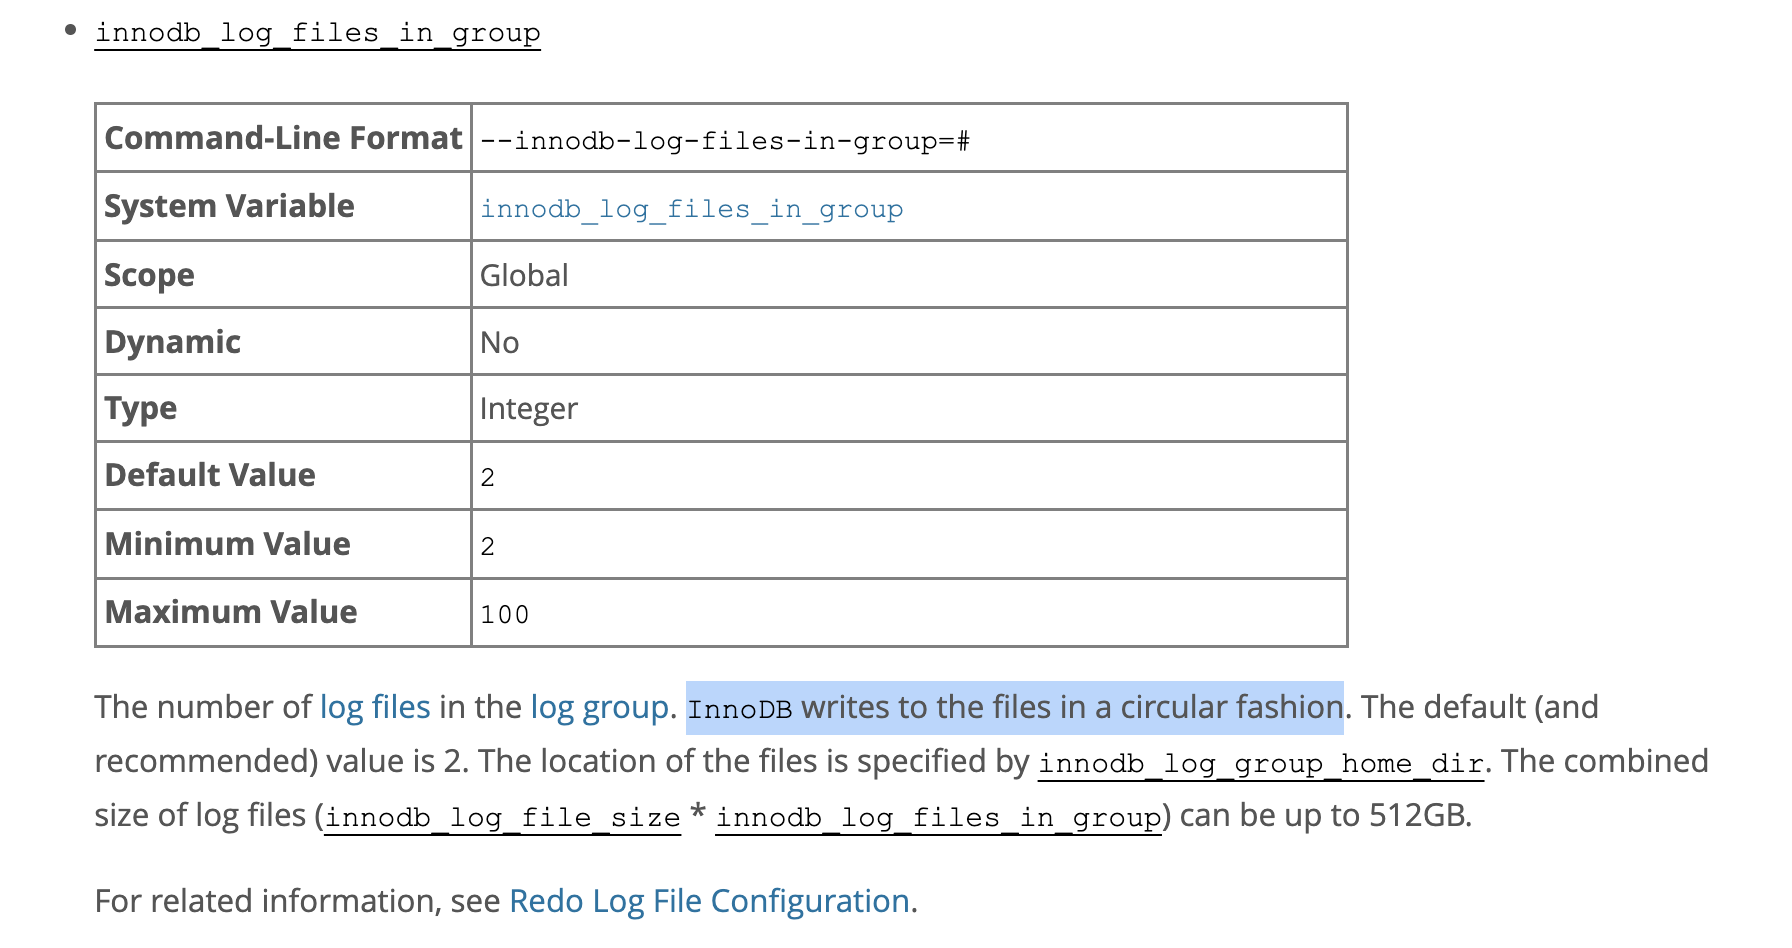 • innodb_log_files_in_group
Command-Line Format --innodb-log-files-in-group=#
System Variable innodb_log_files_in_group
Scope Global
Dynamic No
Type Integer
Default Value 2
Minimum Value 2
Maximum Value 100
The number of log files in the log group. InnoDB writes to the files in a circular fashion. The default (and
recommended) value is 2. The location of the files is specified by innodb_log_group_home_dir. The combined
size of log files (innodb_log_file_size * innodb_log_files_in_group) can be up to 512GB.
For related information, see Redo Log File Configuration.